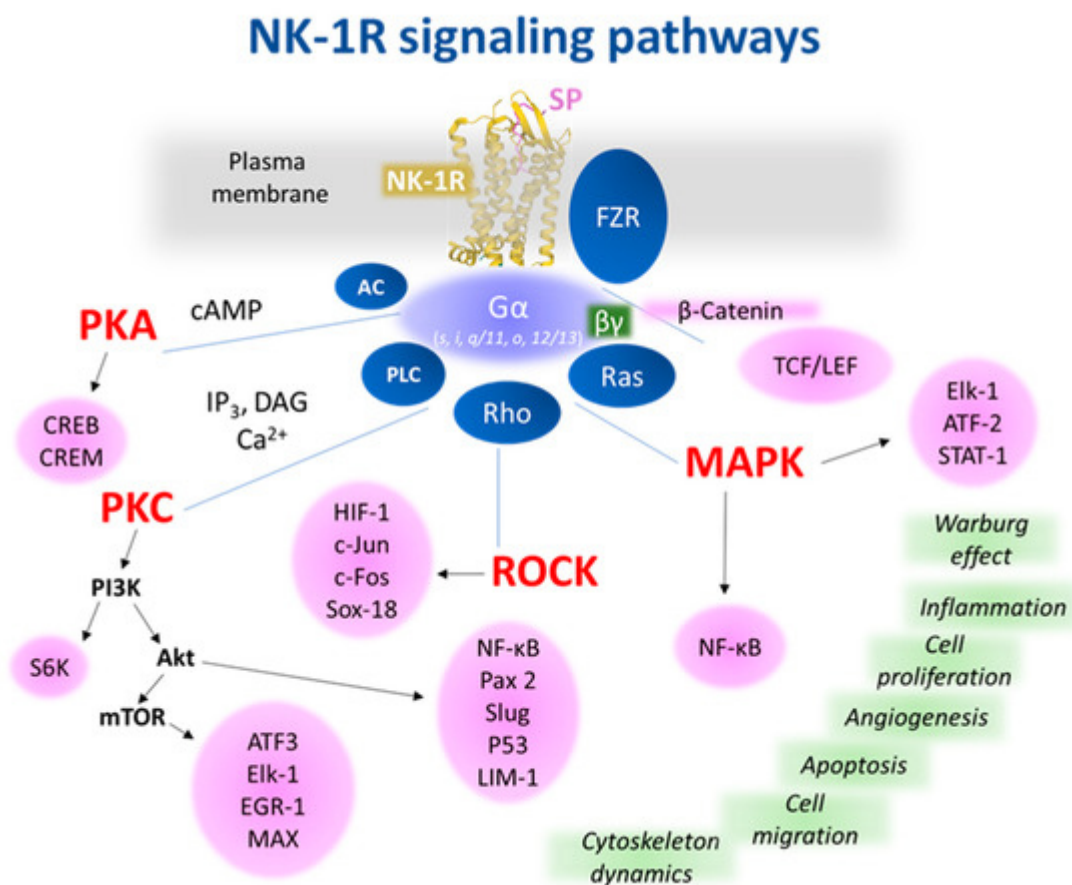 NK-1R signaling pathways
SP
Plasma
membrane
NK-1R
FZR
AC
Gα
(s, i, q/11, o, 12/13)
βγ
β-Catenin
cAMP
PKA
PLC
Ras
TCF/LEF
Rho
IP₃, DAG
Ca²⁺
CREB
CREM
Elk-1
ATF-2
STAT-1
MAPK
PKC
HIF-1
c-Jun
c-Fos
Sox-18
ROCK
Warburg
effect
PI3K
Inflammation
S6K
Akt
NF-κB
Pax 2
Slug
P53
LIM-1
NF-κB
Cell
proliferation
mTOR
Angiogenesis
ATF3
Elk-1
EGR-1
MAX
Apoptosis
Cell
migration
Cytoskeleton
dynamics